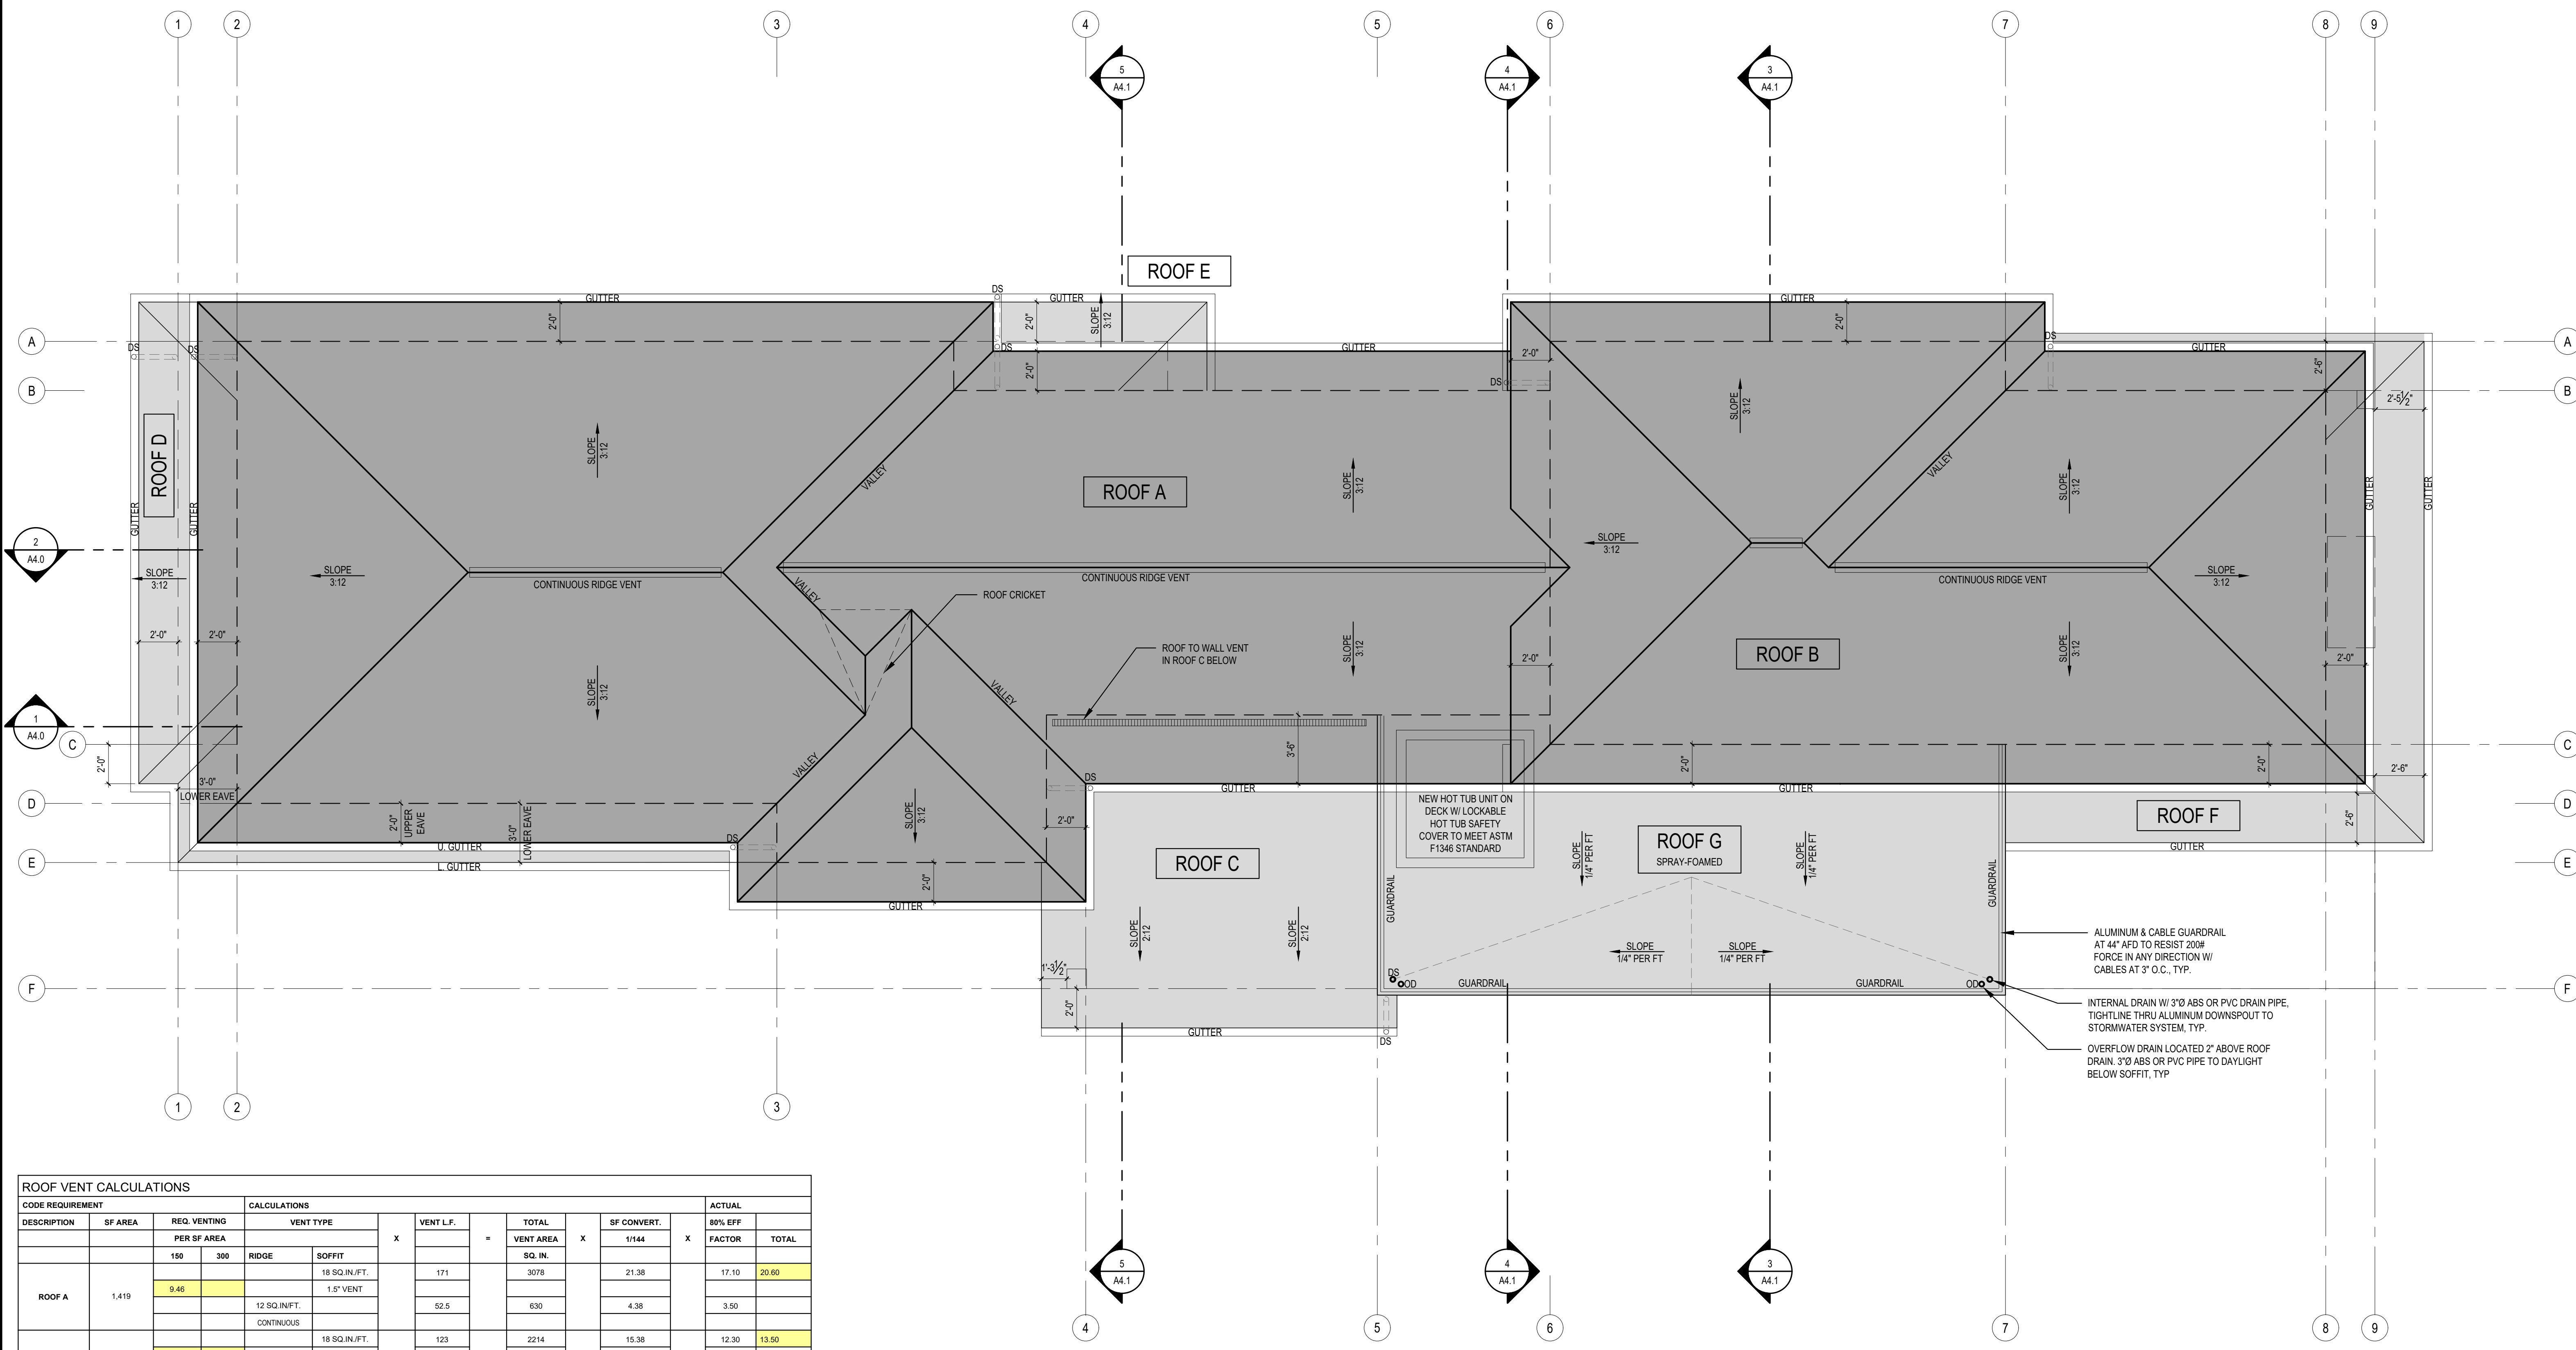 1 2 3 4 5 6 7 8 9
5
A4.1
4
A4.1
3
A4.1
ROOF E
GUTTER
DS
GUTTER
GUTTER
2'-0"
2'-0"
SLOPE
3:12
2'-0"
A
DS
DS
DS
GUTTER
2'-0"
DS
GUTTER
A
B
2'-0"
DS
2'-6"
2'-5½"
B
ROOF D
GUTTER
GUTTER
SLOPE
3:12
VALLEY
ROOF A
SLOPE
3:12
SLOPE
3:12
VALLEY
SLOPE
3:12
GUTTER
GUTTER
2
A4.0
SLOPE
3:12
SLOPE
3:12
CONTINUOUS RIDGE VENT
CONTINUOUS RIDGE VENT
SLOPE
3:12
CONTINUOUS RIDGE VENT
SLOPE
3:12
VALLEY
ROOF CRICKET
2'-0"
2'-0"
ROOF TO WALL VENT
IN ROOF C BELOW
SLOPE
3:12
2'-0"
ROOF B
SLOPE
3:12
2'-0"
SLOPE
3:12
VALLEY
1
A4.0
C
2'-0"
3'-0"
LOWER EAVE
VALLEY
3'-6"
2'-0"
2'-0"
C
2'-6"
DS
GUTTER
GUTTER
D
2'-0"
UPPER
EAVE
3'-0"
LOWER EAVE
SLOPE
3:12
2'-0"
NEW HOT TUB UNIT ON
DECK W/ LOCKABLE
HOT TUB SAFETY
COVER TO MEET ASTM
F1346 STANDARD
ROOF F
2'-6"
D
DS
U. GUTTER
L. GUTTER
E
2'-0"
GUTTER
ROOF C
SLOPE
1/4" PER FT
ROOF G
SPRAY-FOAMED
SLOPE
1/4" PER FT
GUTTER
E
GUARDRAIL
GUARDRAIL
SLOPE
2:12
SLOPE
2:12
SLOPE
1/4" PER FT
SLOPE
1/4" PER FT
ALUMINUM & CABLE GUARDRAIL
AT 44" AFD TO RESIST 200#
FORCE IN ANY DIRECTION W/
CABLES AT 3" O.C., TYP.
1'-3½"
DS
OD
GUARDRAIL
GUARDRAIL
OD
F
F
2'-0"
GUTTER
DS
INTERNAL DRAIN W/ 3"Ø ABS OR PVC DRAIN PIPE,
TIGHTLINE THRU ALUMINUM DOWNSPOUT TO
STORMWATER SYSTEM, TYP.
OVERFLOW DRAIN LOCATED 2" ABOVE ROOF
DRAIN. 3"Ø ABS OR PVC PIPE TO DAYLIGHT
BELOW SOFFIT, TYP
1 2 3
ROOF VENT CALCULATIONS
CODE REQUIREMENT CALCULATIONS ACTUAL
DESCRIPTION SF AREA REQ. VENTING VENT TYPE VENT L.F. TOTAL SF CONVERT. 80% EFF
PER SF AREA X = VENT AREA X 1/144 X FACTOR TOTAL
150 300 RIDGE SOFFIT SQ. IN.
18 SQ.IN./FT. 171 3078 21.38 17.10 20.60
ROOF A 1,419 9.46 1.5" VENT
12 SQ.IN/FT. 52.5 630 4.38 3.50
CONTINUOUS
18 SQ.IN./FT. 123 2214 15.38 12.30 13.50
5
A4.1
4
A4.1
3
A4.1
4 5 6 7 8 9